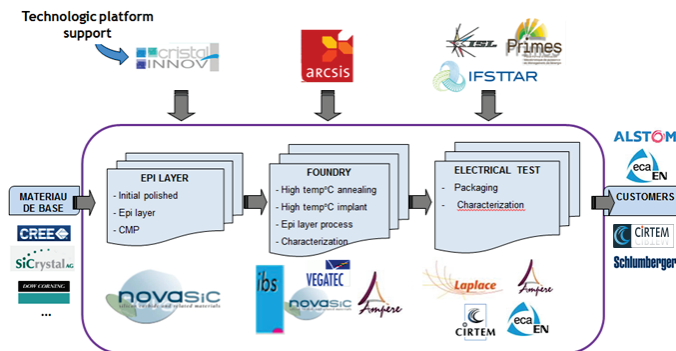 Technologic platform
support
cristal
INNOV
arcsis
ISL
Primes
IFSTTAR
ALSTOM
eca
EN
EPI LAYER
- Initial polished
- Epi layer
- CMP
FOUNDRY
- High temp°C annealing
- High temp°C implant
- Epi layer process
- Characterization
ELECTRICAL TEST
- Packaging
- Characterization
MATERIAU
DE BASE
CUSTOMERS
CREE
SiCrystal AG
DOW CORNING
...
CiRTEM
Schlumberger
novasic
ibs
VEGATEC
novasic
Ampère
Laplace
Ampère
CiRTEM
eca
EN